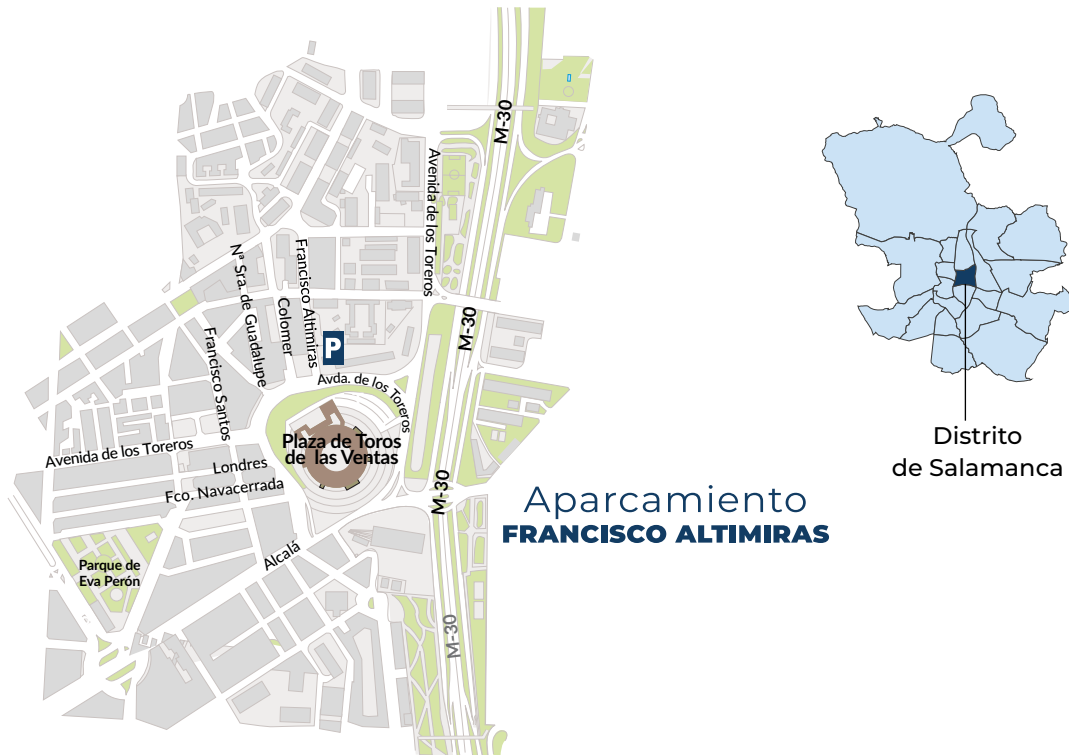 M-30
Avenida de los Toreros
Nª Sra. de Guadalupe
Francisco Altimiras
Colomer
Francisco Santos
M-30
P
Avda. de los Toreros
Plaza de Toros
de las Ventas
Avenida de los Toreros
Londres
Fco. Navacerrada
M-30
Alcalá
Parque de
Eva Perón
M-30
Aparcamiento
FRANCISCO ALTIMIRAS
Distrito
de Salamanca